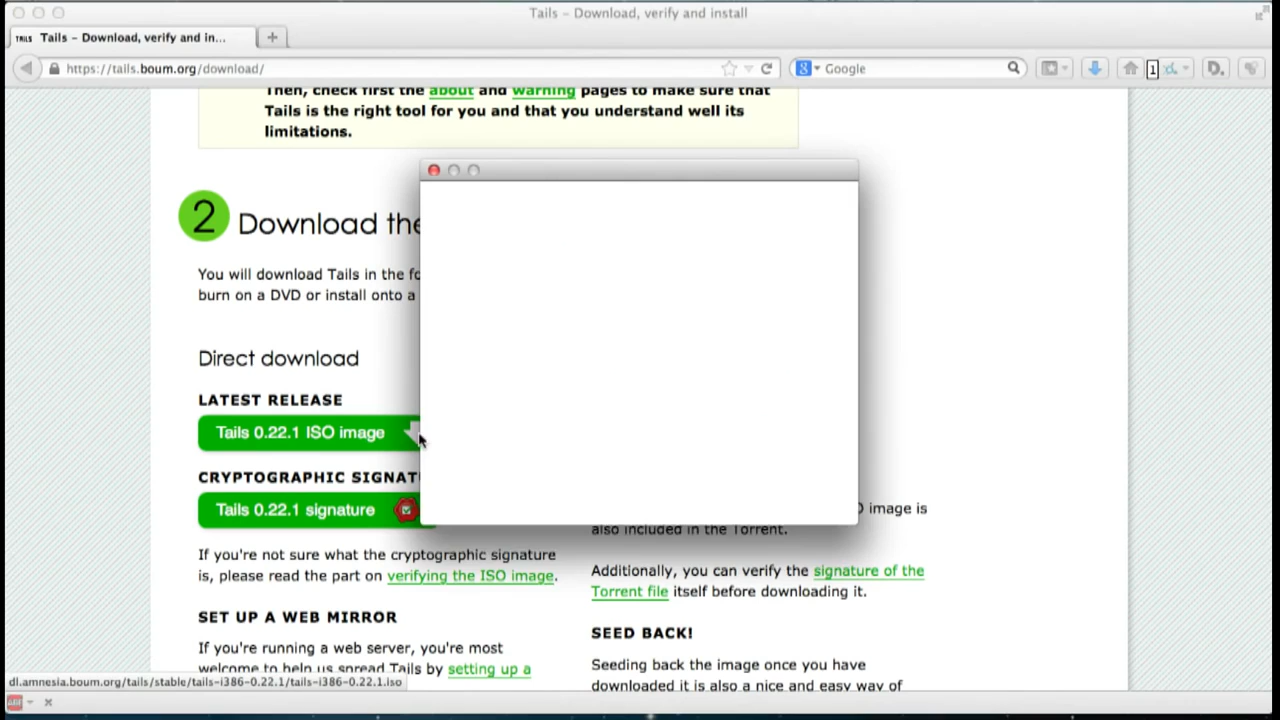 Tails – Download, verify and install
TAILS Tails – Download, verify and in...
https://tails.boum.org/download/
Google
1
D.
Then, check first the about and warning pages to make sure that
Tails is the right tool for you and that you understand well its
limitations.
2 Download the
You will download Tails in the fo
burn on a DVD or install onto a
Direct download
LATEST RELEASE
Tails 0.22.1 ISO image
CRYPTOGRAPHIC SIGNAT
Tails 0.22.1 signature
If you're not sure what the cryptographic signature
is, please read the part on verifying the ISO image.
SET UP A WEB MIRROR
If you're running a web server, you're most
welcome to help us spread Tails by setting up a
O image is
also included in the Torrent.
Additionally, you can verify the signature of the
Torrent file itself before downloading it.
SEED BACK!
Seeding back the image once you have
downloaded it is also a nice and easy way of
dl.amnesia.boum.org/tails/stable/tails-i386-0.22.1/tails-i386-0.22.1.iso